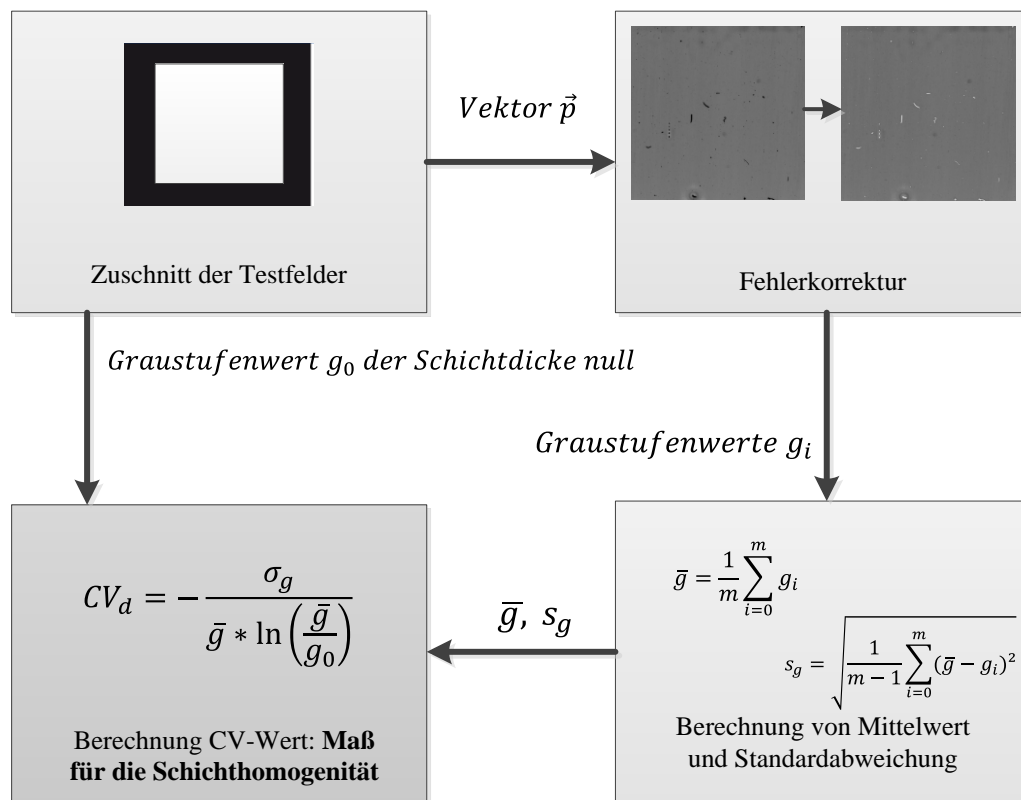 Vektor p⃗
Zuschnitt der Testfelder
Fehlerkorrektur
Graustufenwert g₀ der Schichtdicke null
Graustufenwerte gᵢ
CV_d = − σ_g / (ḡ * ln (ḡ / g₀))
Berechnung CV-Wert: Maß
für die Schichthomogenität
ḡ, s_g
ḡ = 1/m ∑_{i=0}^{m} gᵢ
s_g = √(1/(m − 1) ∑_{i=0}^{m} (ḡ − gᵢ)²)
Berechnung von Mittelwert
und Standardabweichung